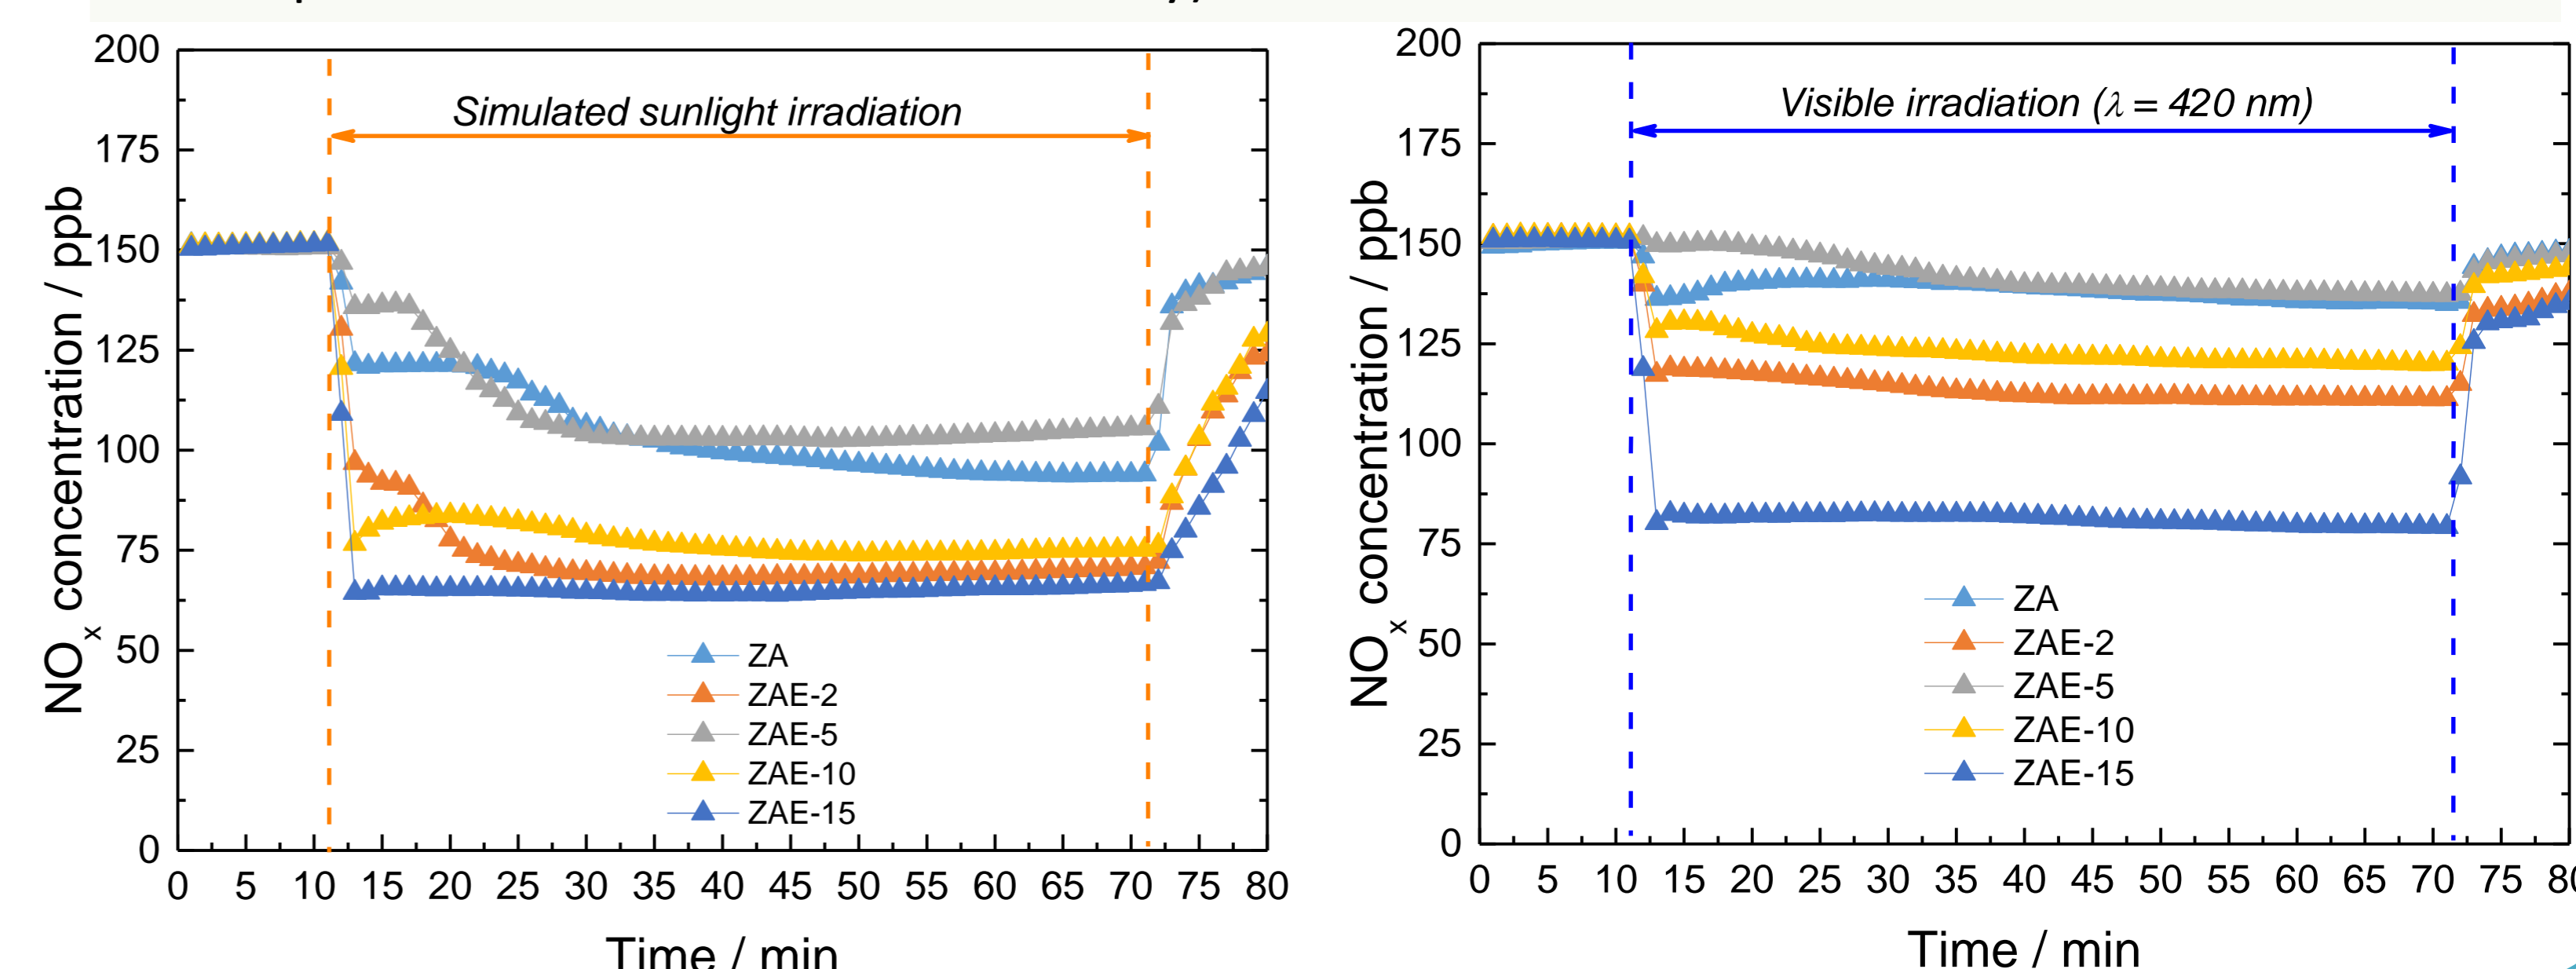 200
175
150
125
100
75
50
25
0
NOx concentration / ppb
Simulated sunlight irradiation
ZA
ZAE-2
ZAE-5
ZAE-10
ZAE-15
0 5 10 15 20 25 30 35 40 45 50 55 60 65 70 75 80
Time / min
200
175
150
125
100
75
50
25
0
NOx concentration / ppb
Visible irradiation (λ = 420 nm)
ZA
ZAE-2
ZAE-5
ZAE-10
ZAE-15
0 5 10 15 20 25 30 35 40 45 50 55 60 65 70 75 80
Time / min